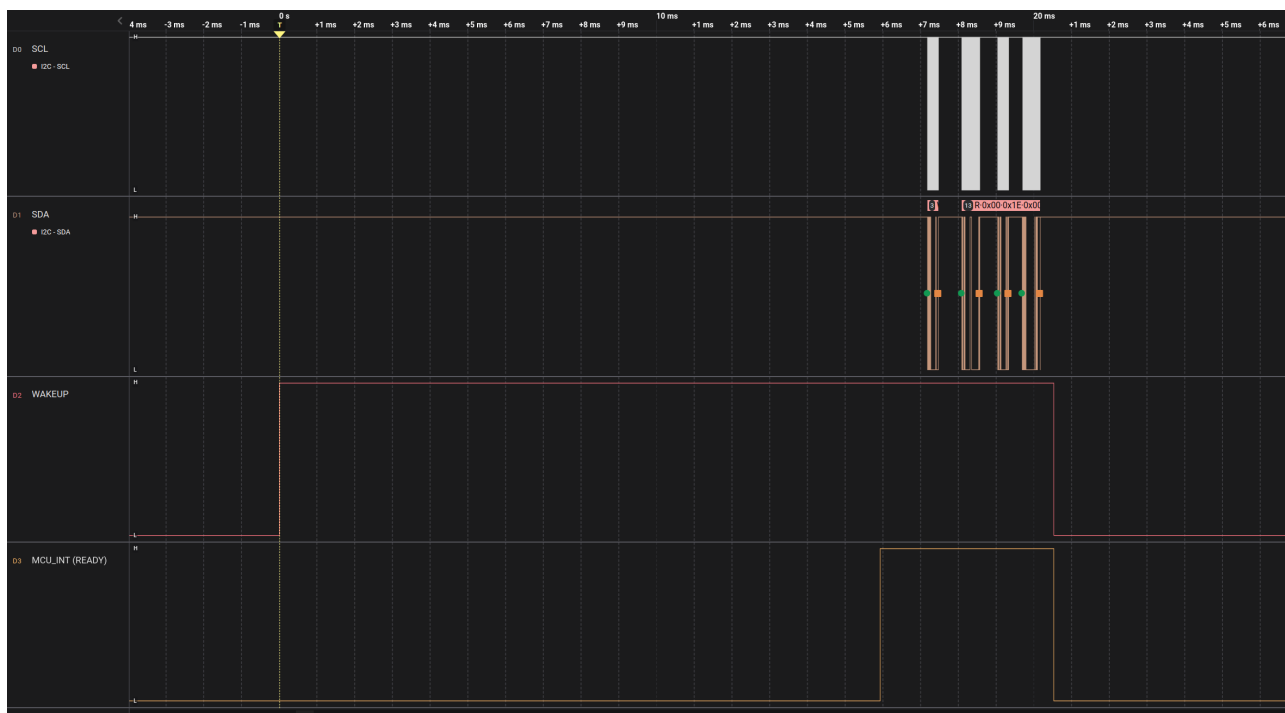 0 s 10 ms 20 ms
4 ms -3 ms -2 ms -1 ms T +1 ms +2 ms +3 ms +4 ms +5 ms +6 ms +7 ms +8 ms +9 ms +1 ms +2 ms +3 ms +4 ms +5 ms +6 ms +7 ms +8 ms +9 ms +1 ms +2 ms +3 ms +4 ms +5 ms +6 ms
H
D0 SCL
I2C - SCL
L
13 R·0x00·0x1E·0x00
D1 SDA H
I2C - SDA
L
H
D2 WAKEUP
L
H
D3 MCU_INT (READY)
L